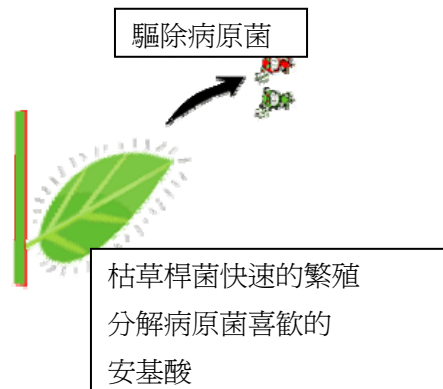 驅除病原菌
枯草桿菌快速的繁殖
分解病原菌喜歡的
安基酸